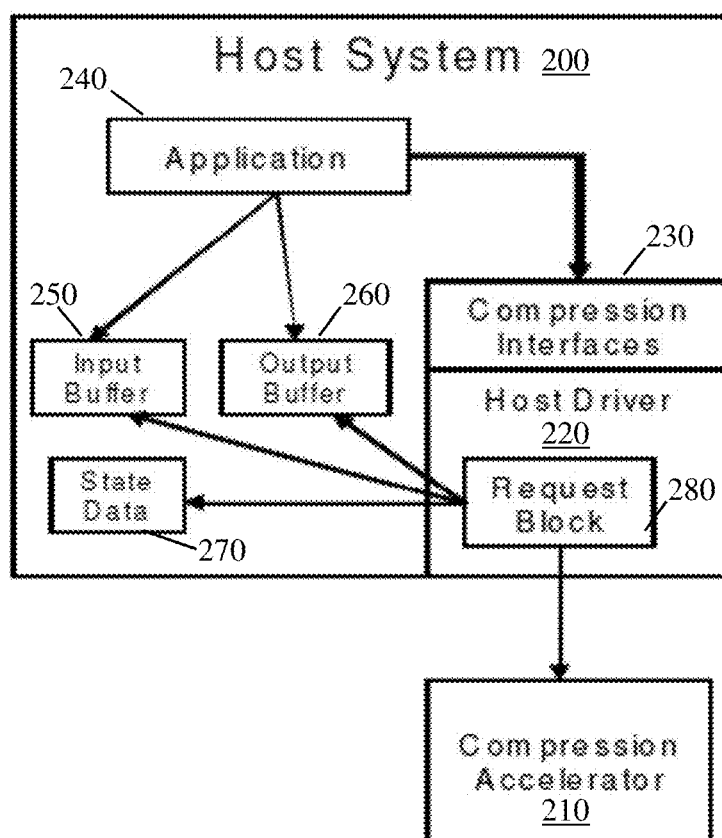 Host System 200
240
Application
230
250
260
Compression
Interfaces
Input
Buffer
Output
Buffer
Host Driver
220
State
Data
Request
Block
280
270
Compression
Accelerator
210